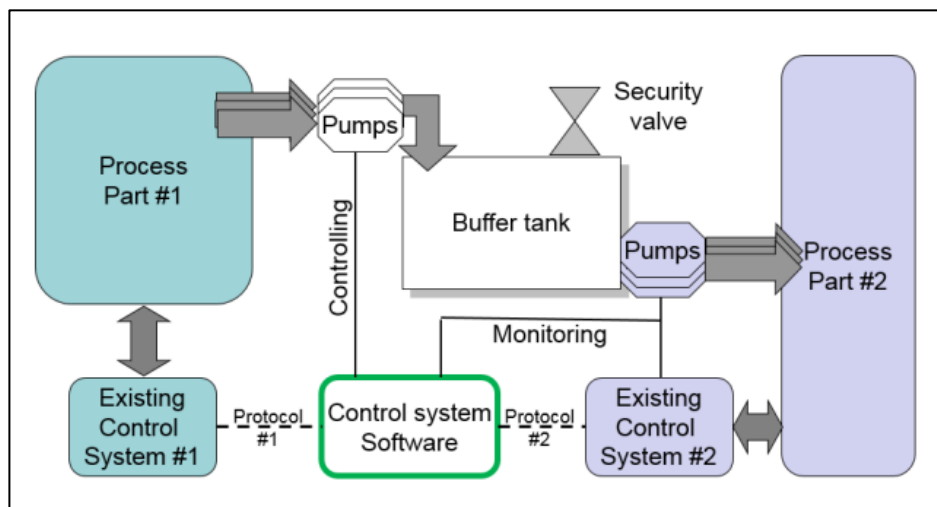 Process
Part #1
Pumps
Security
valve
Buffer tank
Pumps
Process
Part #2
Controlling
Monitoring
Existing
Control
System #1
Protocol
#1
Control system
Software
Protocol
#2
Existing
Control
System #2